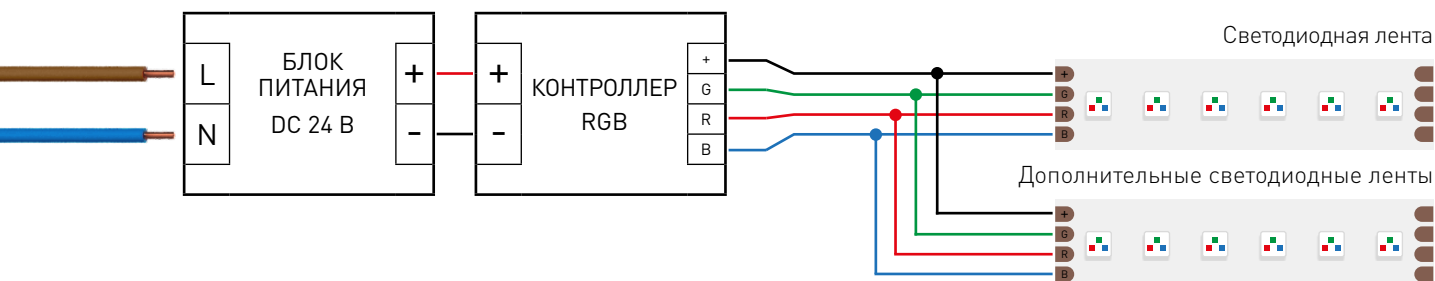 Светодиодная лента
L
N
БЛОК
ПИТАНИЯ
DC 24 В
+
-
+
-
КОНТРОЛЛЕР
RGB
+
G
R
B
+
G
R
B
Дополнительные светодиодные ленты
+
G
R
B